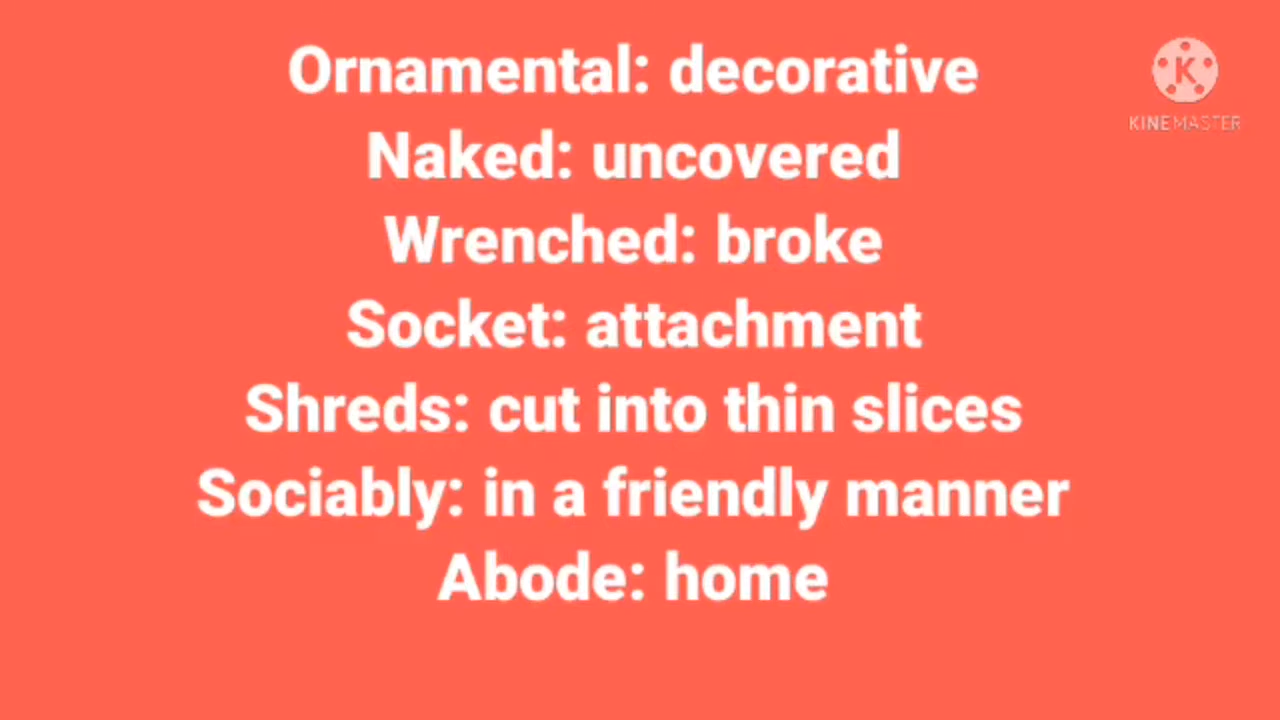 Ornamental: decorative
KINEMASTER
Naked: uncovered
Wrenched: broke
Socket: attachment
Shreds: cut into thin slices
Sociably: in a friendly manner
Abode: home